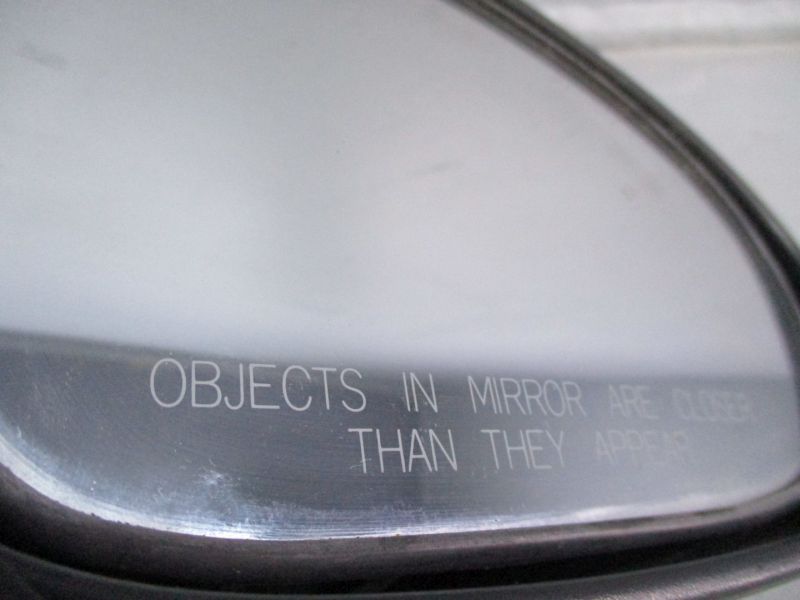 OBJECTS IN MIRROR ARE CLOSER
THAN THEY APPEAR